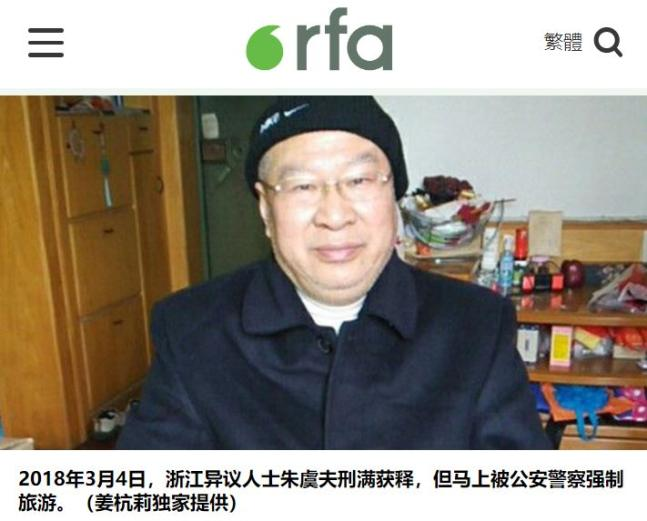 rfa
繁體
NIKE
2018年3月4日，浙江异议人士朱虞夫刑满获释，但马上被公安警察强制
旅游。（姜杭莉独家提供）